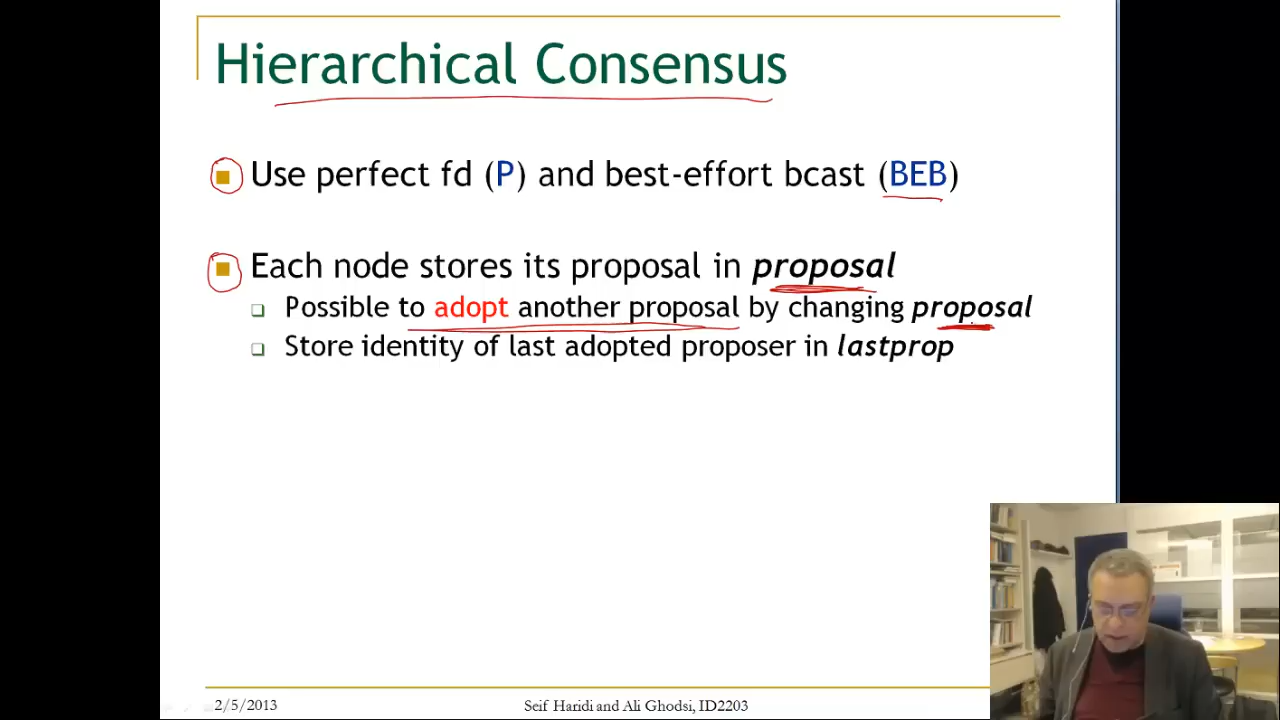 Hierarchical Consensus
Use perfect fd (P) and best-effort bcast (BEB)
Each node stores its proposal in proposal
Possible to adopt another proposal by changing proposal
Store identity of last adopted proposer in lastprop
2/5/2013
Seif Haridi and Ali Ghodsi, ID2203